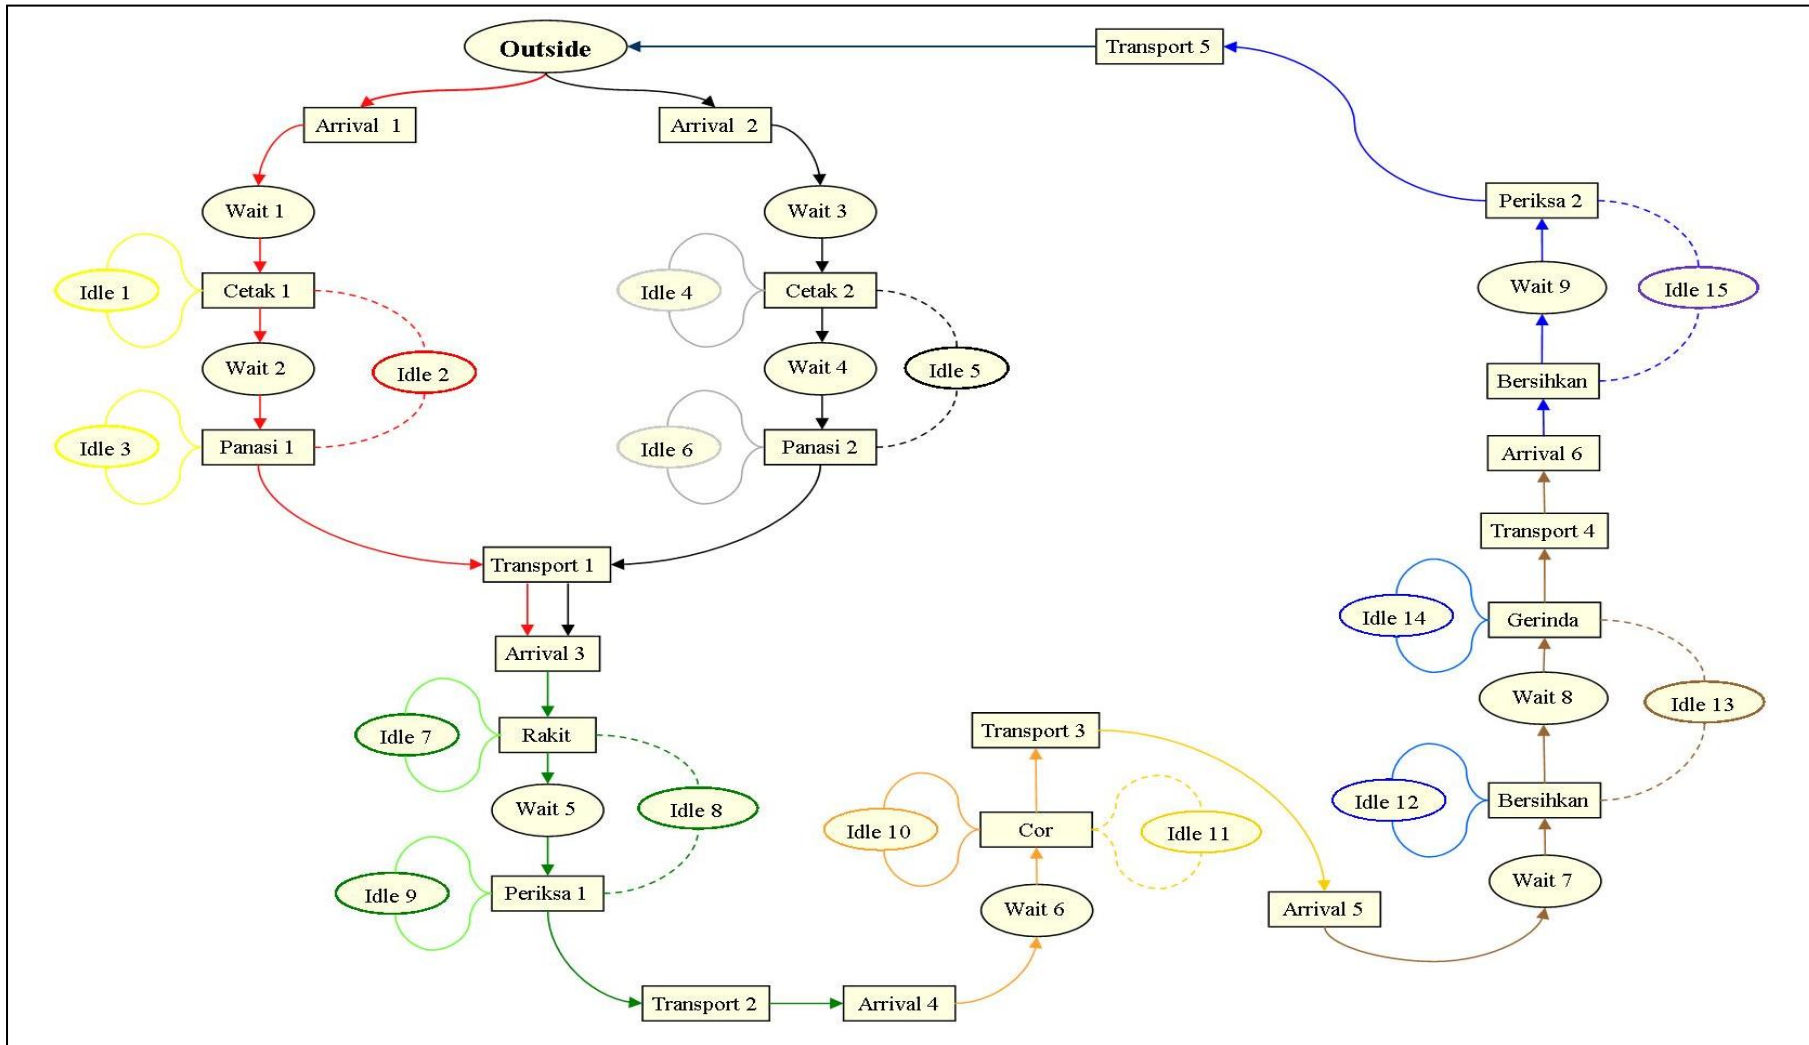 Outside
Transport 5
Arrival 1
Arrival 2
Wait 1
Wait 3
Periksa 2
Idle 1
Cetak 1
Idle 4
Cetak 2
Wait 9
Idle 15
Wait 2
Idle 2
Wait 4
Idle 5
Bersihkan
Idle 3
Panasi 1
Idle 6
Panasi 2
Arrival 6
Transport 4
Transport 1
Idle 14
Gerinda
Arrival 3
Wait 8
Idle 13
Idle 7
Rakit
Transport 3
Wait 5
Idle 8
Idle 10
Cor
Idle 11
Idle 12
Bersihkan
Idle 9
Periksa 1
Wait 6
Arrival 5
Wait 7
Transport 2
Arrival 4